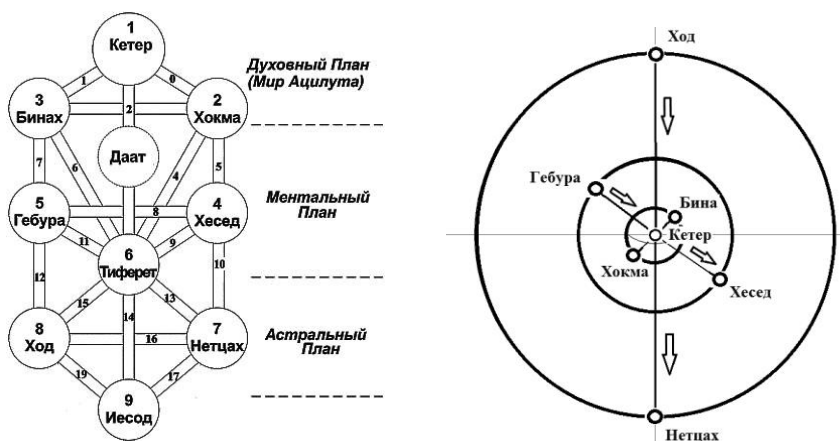 1
Кетер
Духовный План
(Мир Ацилута)
1
0
3
Бинах
2
2
Хокма
Даат
7
6
4
5
Ментальный
План
5
Гебура
8
4
Хесед
11
9
6
Тиферет
12
10
15
13
14
Астральный
План
8
Ход
16
7
Нетцах
19
17
9
Иесод
Ход
Гебура
Бина
Кетер
Хокма
Хесед
Нетцах